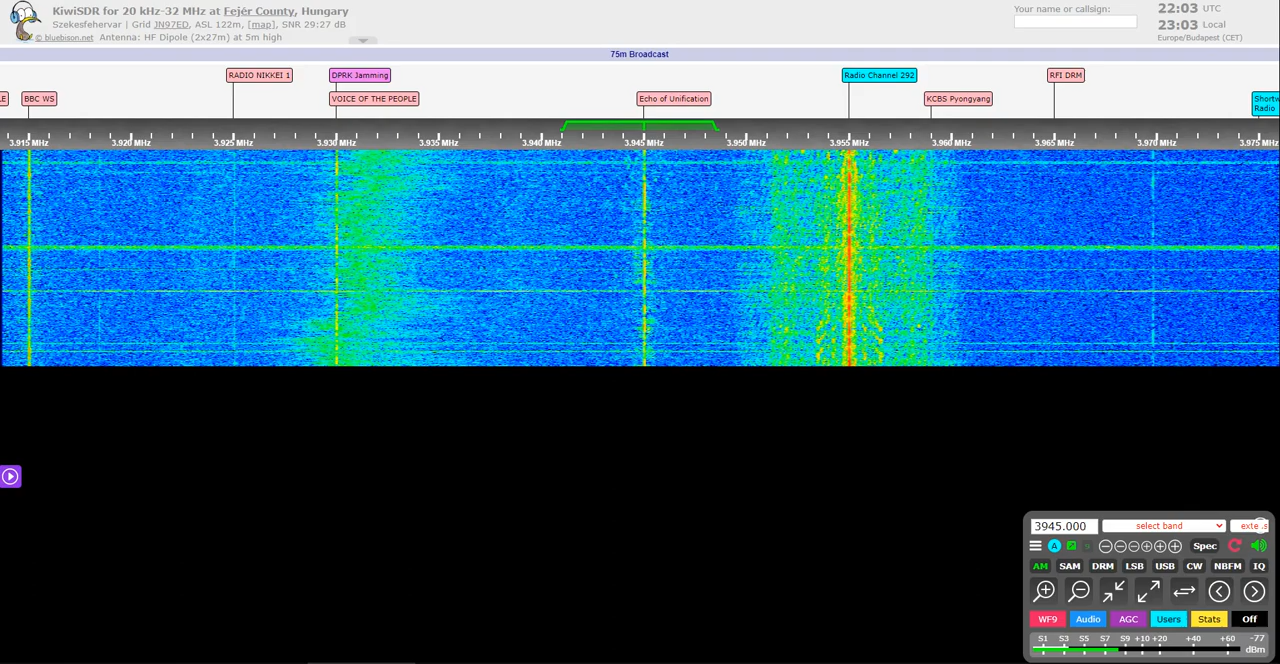 KiwiSDR for 20 kHz-32 MHz at Fejér County, Hungary
Szekesfehervar | Grid JN97ED, ASL 122m, [map], SNR 29:27 dB
© bluebison.net Antenna: HF Dipole (2x27m) at 5m high
Your name or callsign:
22:03 UTC
23:03 Local
Europe/Budapest (CET)
75m Broadcast
RADIO NIKKEI 1
DPRK Jamming
Radio Channel 292
RFI DRM
LE
BBC WS
VOICE OF THE PEOPLE
Echo of Unification
KCBS Pyongyang
Shortw
Radio
3.915 MHz 3.920 MHz 3.925 MHz 3.930 MHz 3.935 MHz 3.940 MHz 3.945 MHz 3.950 MHz 3.955 MHz 3.960 MHz 3.965 MHz 3.970 MHz 3.975 MHz
3945.000 select band
A Spec
AM SAM DRM LSB USB CW NBFM IQ
WF9 Audio AGC Users Stats Off
S1 S3 S5 S7 S9 +10 +20 +40 +60 -77
dBm